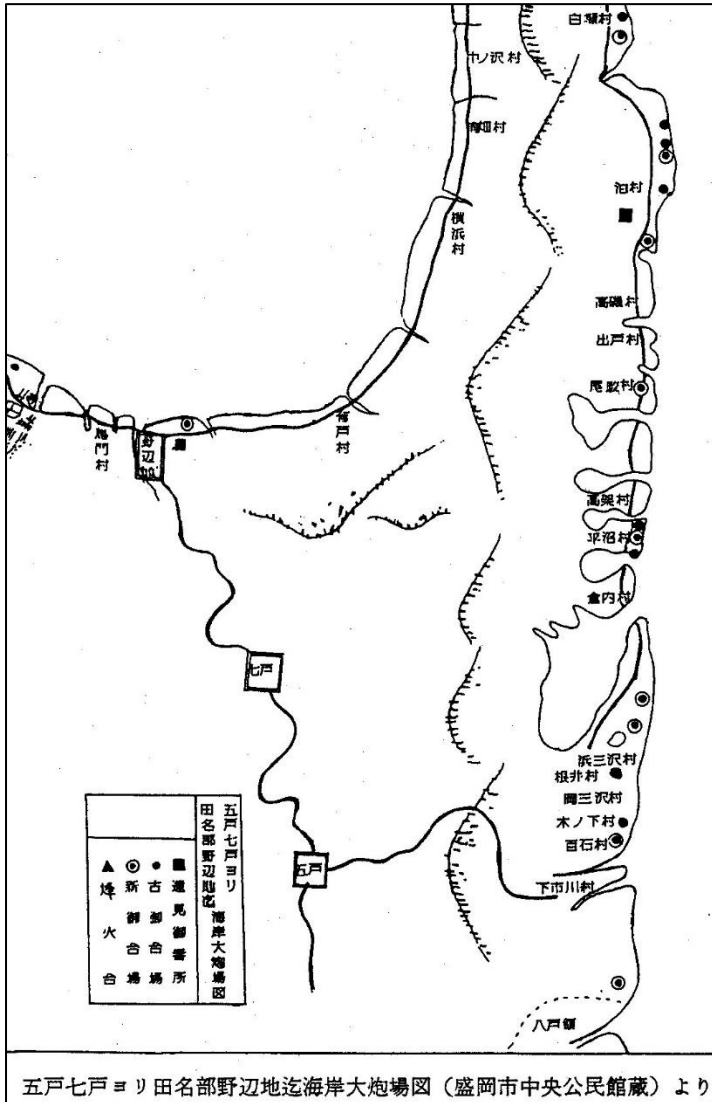 白糠村
中ノ沢村
有畑村
横浜村
泊村
高磯村
出戸村
尾駮村
有戸村
野辺地
馬門村
高架村
平沼村
倉内村
七戸
浜三沢村
根井村
岡三沢村
木ノ下村
百石村
五戸
下市川村
八戸領
五戸七戸ヨリ
田名部野辺地迄
海岸大炮場図
■遠見御番所
●古御台場
◎新御台場
▲烽火台
五戸七戸ヨリ田名部野辺地迄海岸大炮場図（盛岡市中央公民館蔵）より